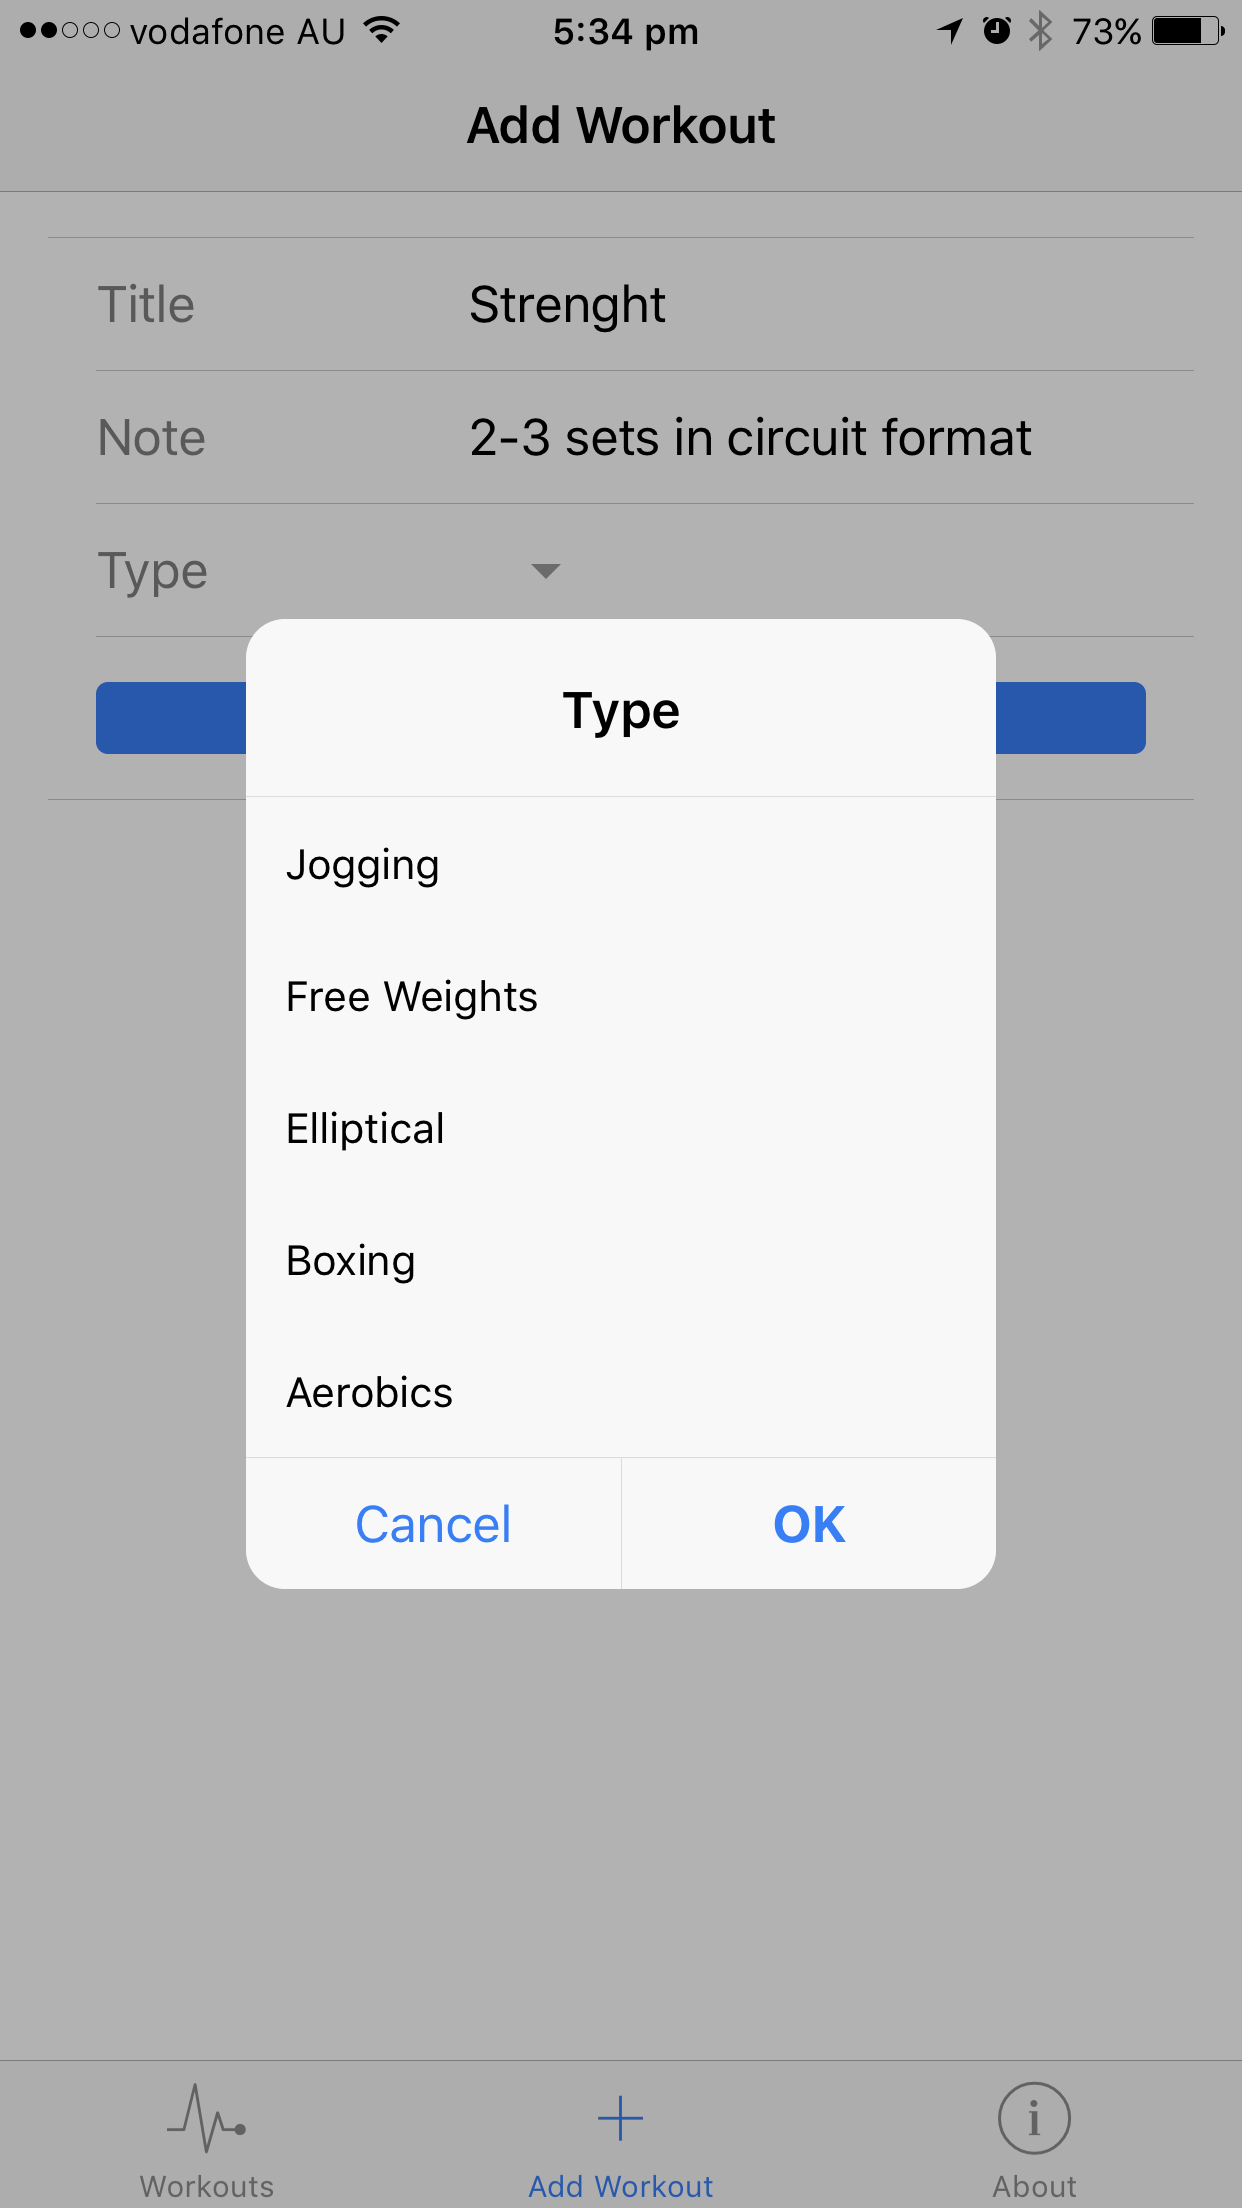 vodafone AU 5:34 pm 73%
Add Workout
Title Strenght
Note 2-3 sets in circuit format
Type
Type
Jogging
Free Weights
Elliptical
Boxing
Aerobics
Cancel OK
Workouts Add Workout About